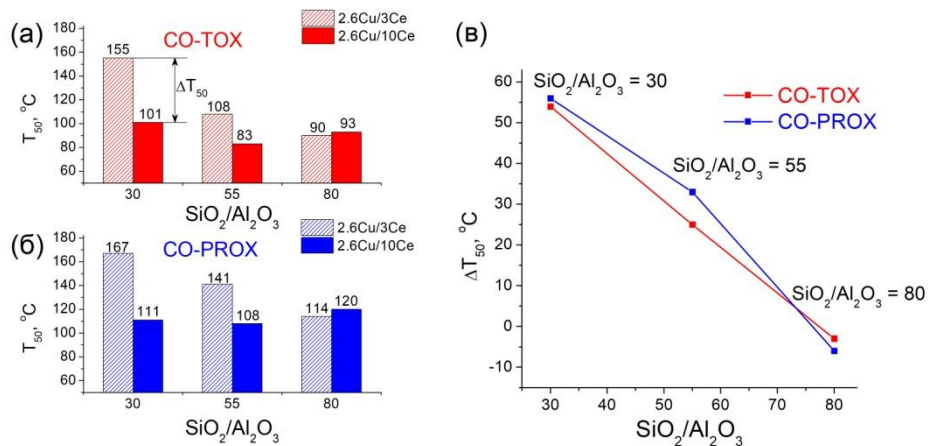 (а)
CO-TOX
2.6Cu/3Ce
2.6Cu/10Ce
T₅₀, °C
180
160
140
120
100
80
60
155
101
ΔT₅₀
108
83
90
93
30
55
80
SiO₂/Al₂O₃
(б)
CO-PROX
2.6Cu/3Ce
2.6Cu/10Ce
T₅₀, °C
180
160
140
120
100
80
60
167
111
141
108
114
120
30
55
80
SiO₂/Al₂O₃
(в)
ΔT₅₀, °C
60
50
40
30
20
10
0
-10
SiO₂/Al₂O₃ = 30
CO-TOX
CO-PROX
SiO₂/Al₂O₃ = 55
SiO₂/Al₂O₃ = 80
30
40
50
60
70
80
SiO₂/Al₂O₃